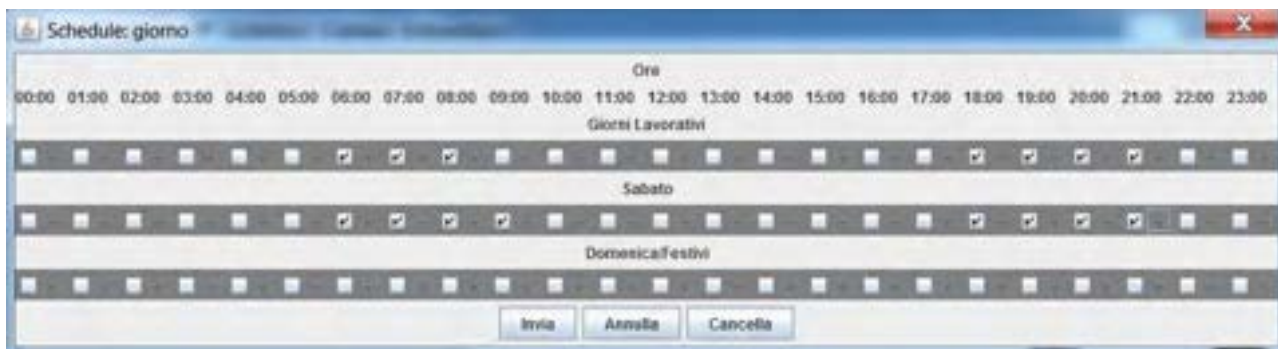 Schedule: giorno
Ore
00:00 01:00 02:00 03:00 04:00 05:00 06:00 07:00 08:00 09:00 10:00 11:00 12:00 13:00 14:00 15:00 16:00 17:00 18:00 19:00 20:00 21:00 22:00 23:00
Giorni Lavorativi
Sabato
Domenica/Festivi
Invia Annulla Cancella